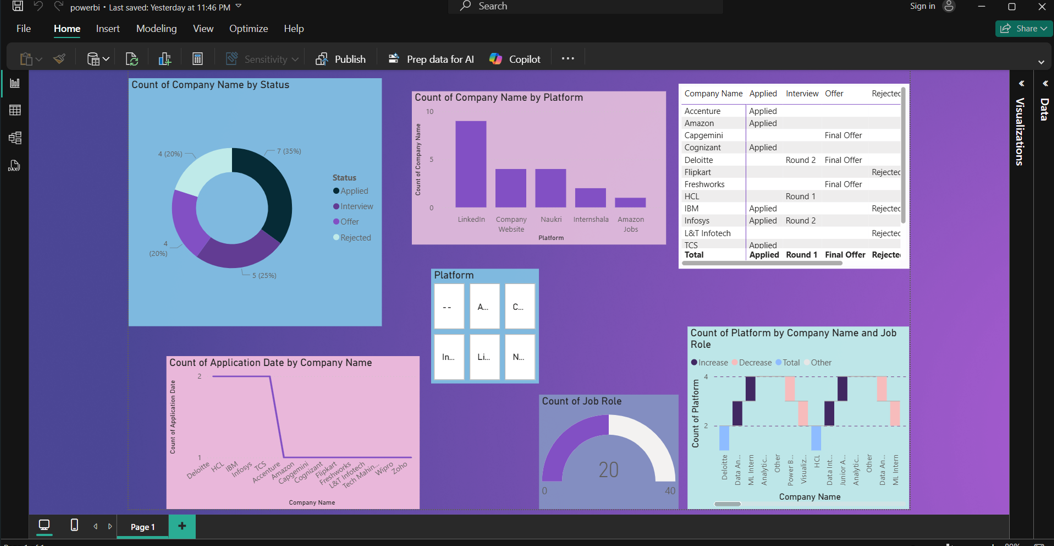 powerbi • Last saved: Yesterday at 11:46 PM
Search
Sign in
File Home Insert Modeling View Optimize Help
Share
Sensitivity
Publish
Prep data for AI
Copilot
Count of Company Name by Status
4 (20%)
7 (35%)
4
(20%)
5 (25%)
Status
Applied
Interview
Offer
Rejected
Count of Company Name by Platform
Count of Company Name
10
5
0
LinkedIn
Company
Website
Naukri
Internshala
Amazon
Jobs
Platform
Company Name Applied Interview Offer Rejected
Accenture Applied
Amazon Applied
Capgemini Final Offer
Cognizant Applied
Deloitte Round 2 Final Offer
Flipkart Rejected
Freshworks Final Offer
HCL Round 1
IBM Applied Rejected
Infosys Applied Round 2
L&T Infotech Rejected
TCS Applied
Total Applied Round 1 Final Offer Rejecte
Visualizations
Data
Platform
--
A...
C...
In...
Li...
N...
Count of Application Date by Company Name
Count of Application Date
2
1
Deloitte
HCL
IBM
Infosys
TCS
Accenture
Amazon
Capgemini
Cognizant
Flipkart
Freshworks
L&T Infotech
Tech Mahin...
Wipro
Zoho
Company Name
Count of Job Role
20
0
40
Count of Platform by Company Name and Job
Role
Increase Decrease Total Other
Count of Platform
4
2
Deloitte
Data An...
ML Intern
Analytic...
Other
Power B...
Visualiz...
HCL
Data Int...
Junior A...
Analytic...
Other
Data An...
ML Intern
Company Name
Page 1